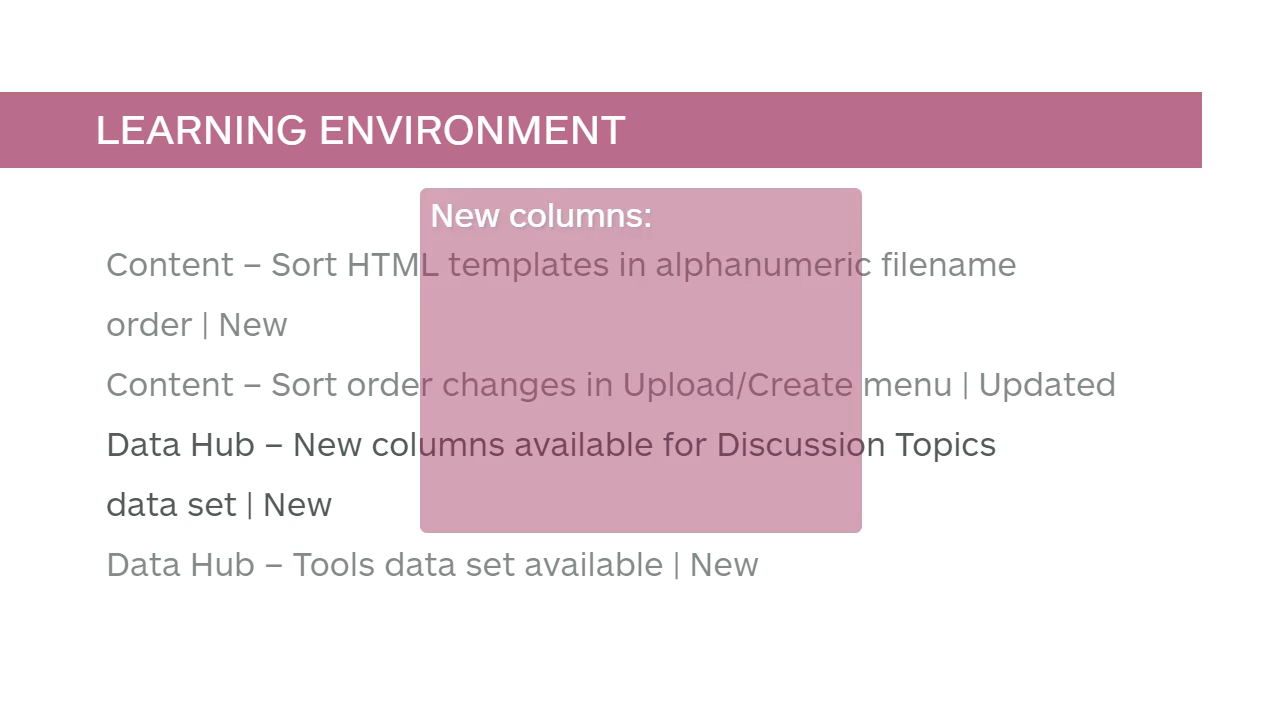 LEARNING ENVIRONMENT
New columns:
Content – Sort HTML templates in alphanumeric filename
order | New
Content – Sort order changes in Upload/Create menu | Updated
Data Hub – New columns available for Discussion Topics
data set | New
Data Hub – Tools data set available | New